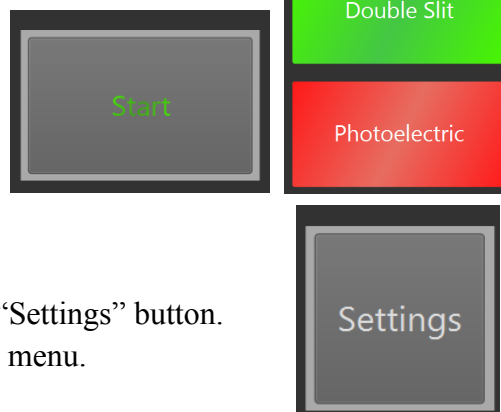 Double Slit
Start
Photoelectric
“Settings” button.
Settings
menu.